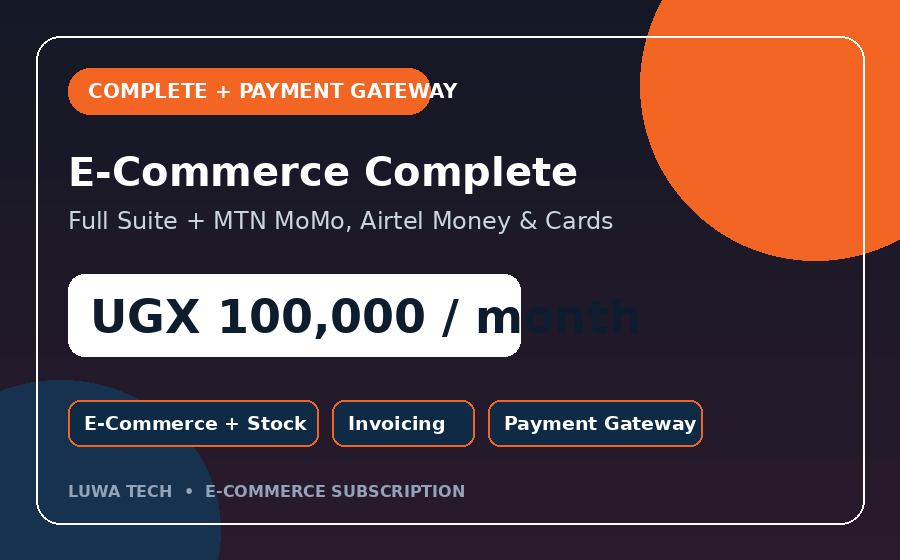 COMPLETE + PAYMENT GATEWAY
E-Commerce Complete
Full Suite + MTN MoMo, Airtel Money & Cards
UGX 100,000 / month
E-Commerce + Stock
Invoicing
Payment Gateway
LUWA TECH • E-COMMERCE SUBSCRIPTION